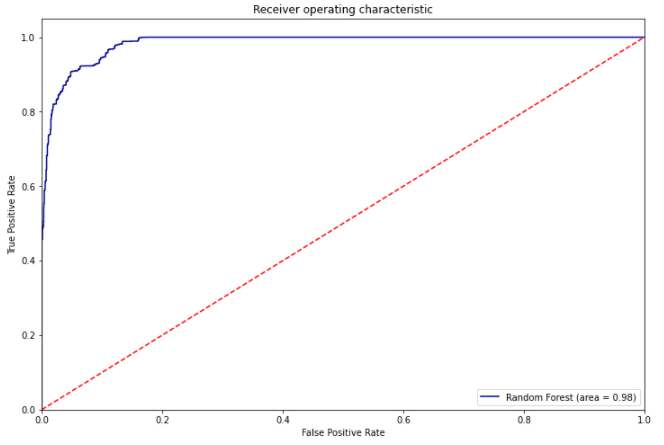 Receiver operating characteristic
True Positive Rate
1.0
0.8
0.6
0.4
0.2
0.0
Random Forest (area = 0.98)
0.0 0.2 0.4 0.6 0.8 1.0
False Positive Rate